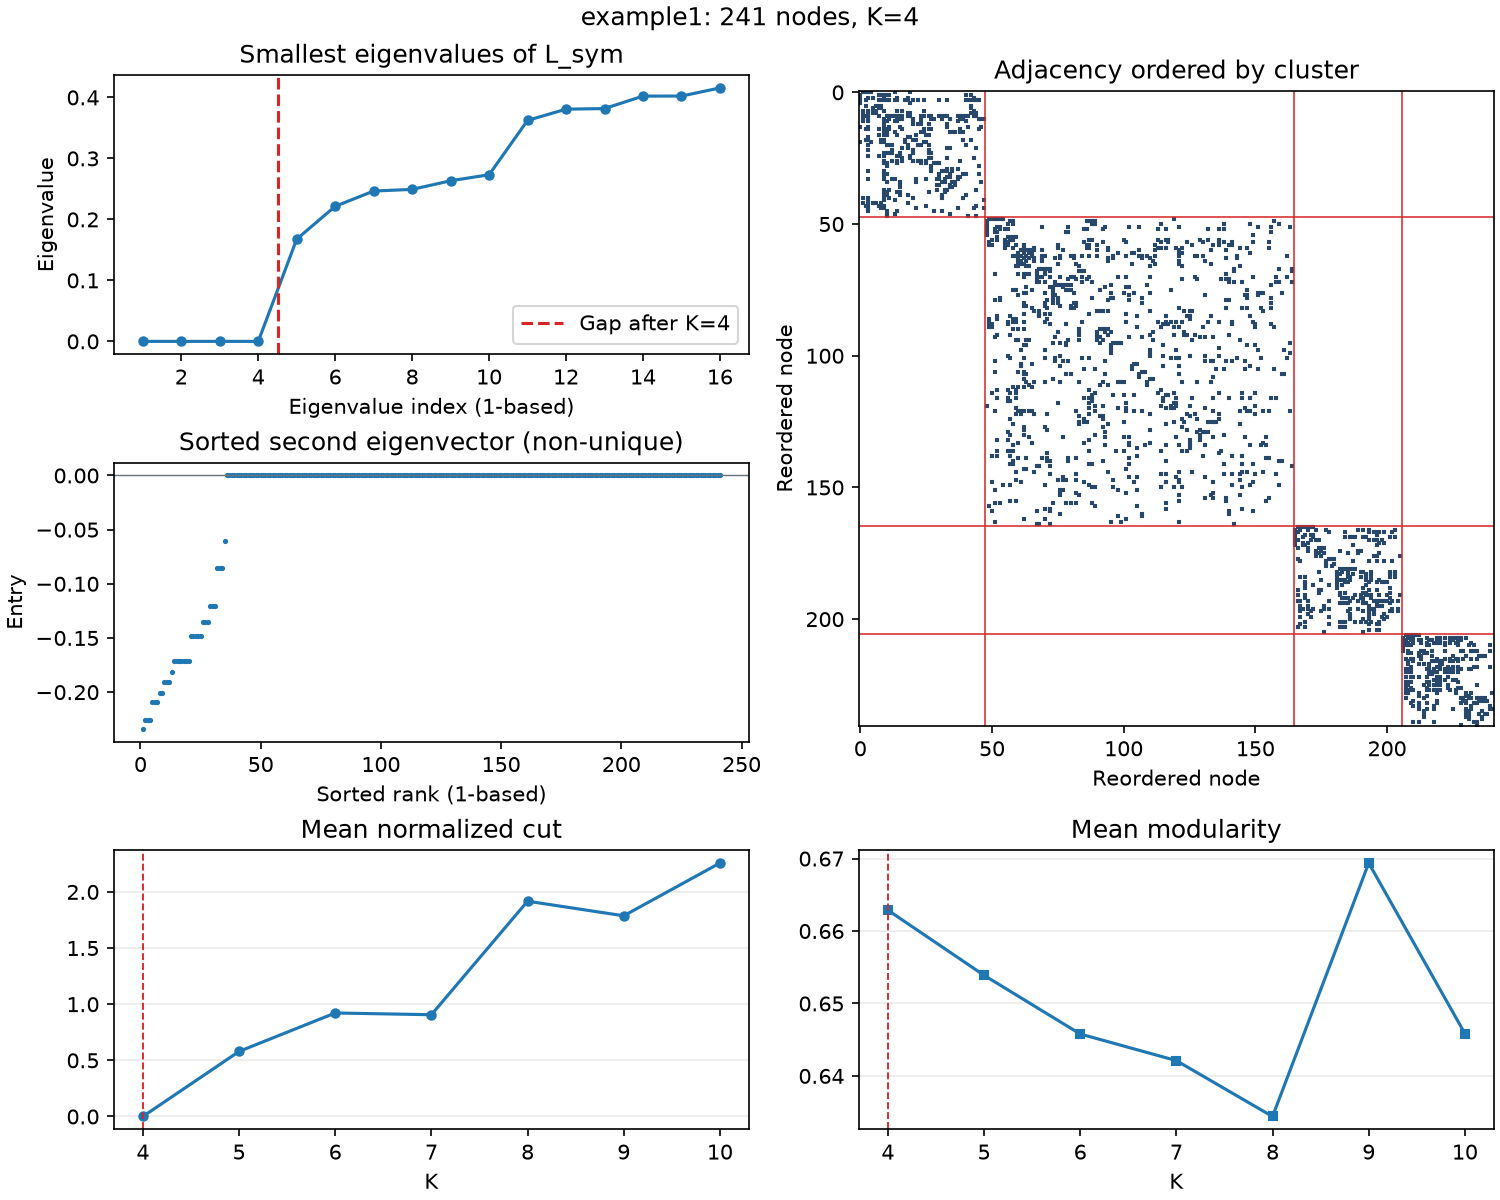 example1: 241 nodes, K=4
Smallest eigenvalues of L_sym
Eigenvalue
0.4
0.3
0.2
0.1
0.0
Gap after K=4
2 4 6 8 10 12 14 16
Eigenvalue index (1-based)
Adjacency ordered by cluster
Reordered node
0
50
100
150
200
0 50 100 150 200
Reordered node
Sorted second eigenvector (non-unique)
Entry
0.00
−0.05
−0.10
−0.15
−0.20
0 50 100 150 200 250
Sorted rank (1-based)
Mean normalized cut
2.0
1.5
1.0
0.5
0.0
4 5 6 7 8 9 10
K
Mean modularity
0.67
0.66
0.65
0.64
4 5 6 7 8 9 10
K